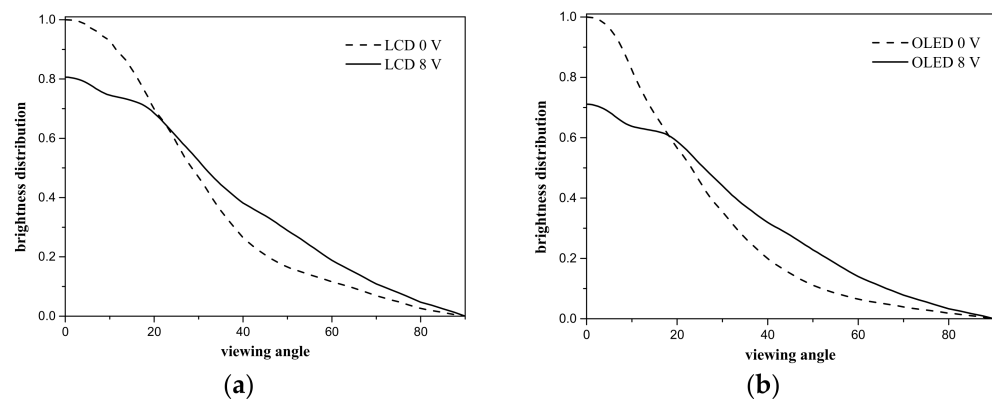 1.0
0.8
0.6
0.4
0.2
0.0
0 20 40 60 80
brightness distribution
viewing angle
LCD 0 V
LCD 8 V
(a)
1.0
0.8
0.6
0.4
0.2
0.0
0 20 40 60 80
brightness distribution
viewing angle
OLED 0 V
OLED 8 V
(b)